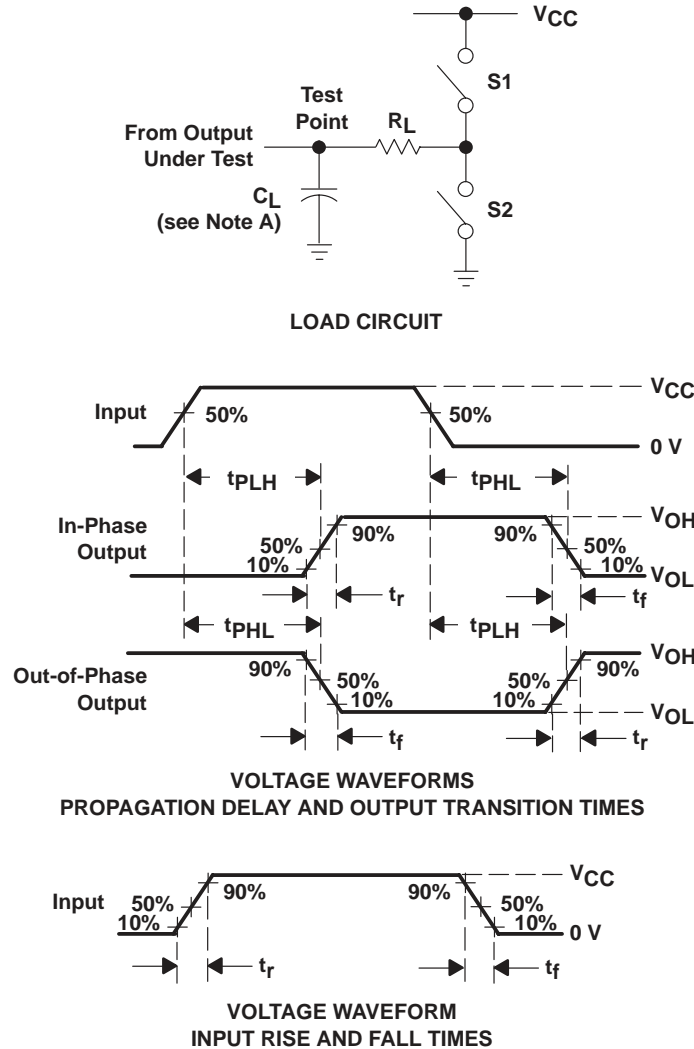 VCC
S1
Test
Point
RL
From Output
Under Test
CL
(see Note A)
S2
LOAD CIRCUIT
VCC
Input
50%
50%
0 V
tPLH
tPHL
VOH
In-Phase
Output
90%
90%
50%
50%
10%
10%
VOL
tr
tf
tPHL
tPLH
VOH
90%
90%
Out-of-Phase
Output
50%
50%
10%
10%
VOL
tf
tr
VOLTAGE WAVEFORMS
PROPAGATION DELAY AND OUTPUT TRANSITION TIMES
VCC
90%
90%
Input
50%
50%
10%
10%
0 V
tr
tf
VOLTAGE WAVEFORM
INPUT RISE AND FALL TIMES